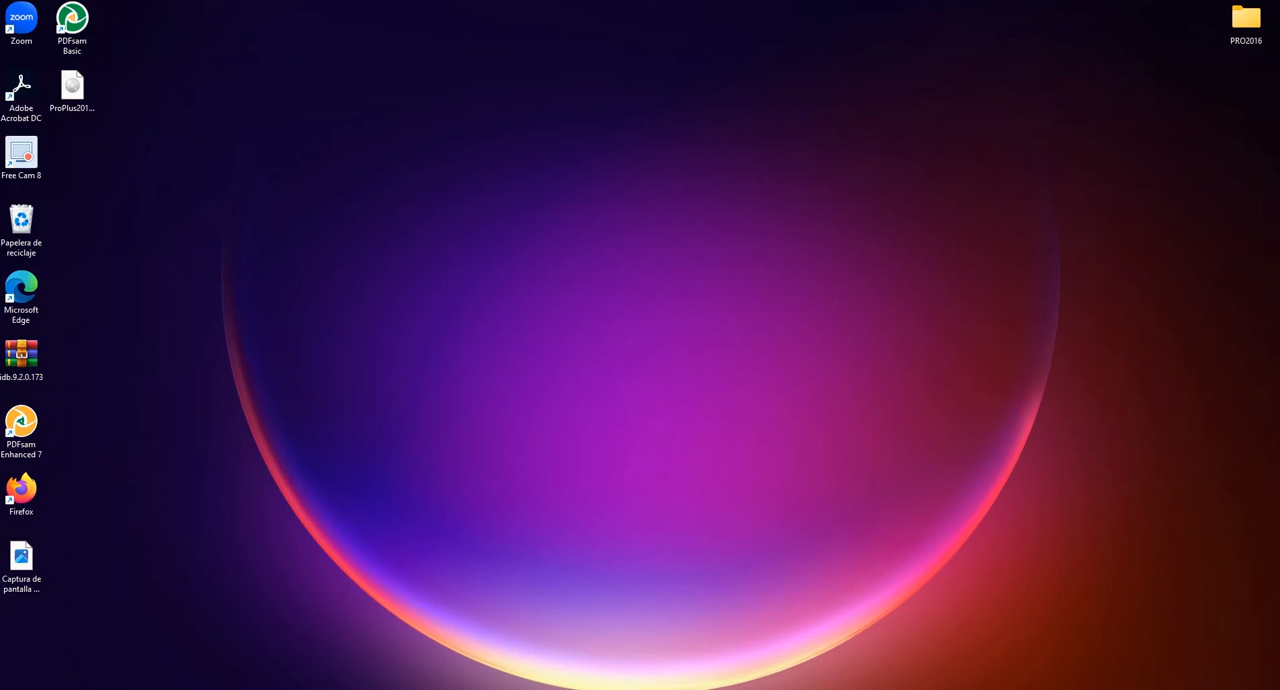 zoom
Zoom
PDFsam
Basic
PRO2016
Adobe
Acrobat DC
ProPlus201...
Free Cam 8
Papelera de
reciclaje
Microsoft
Edge
idb.9.2.0.173
PDFsam
Enhanced 7
Firefox
Captura de
pantalla ...